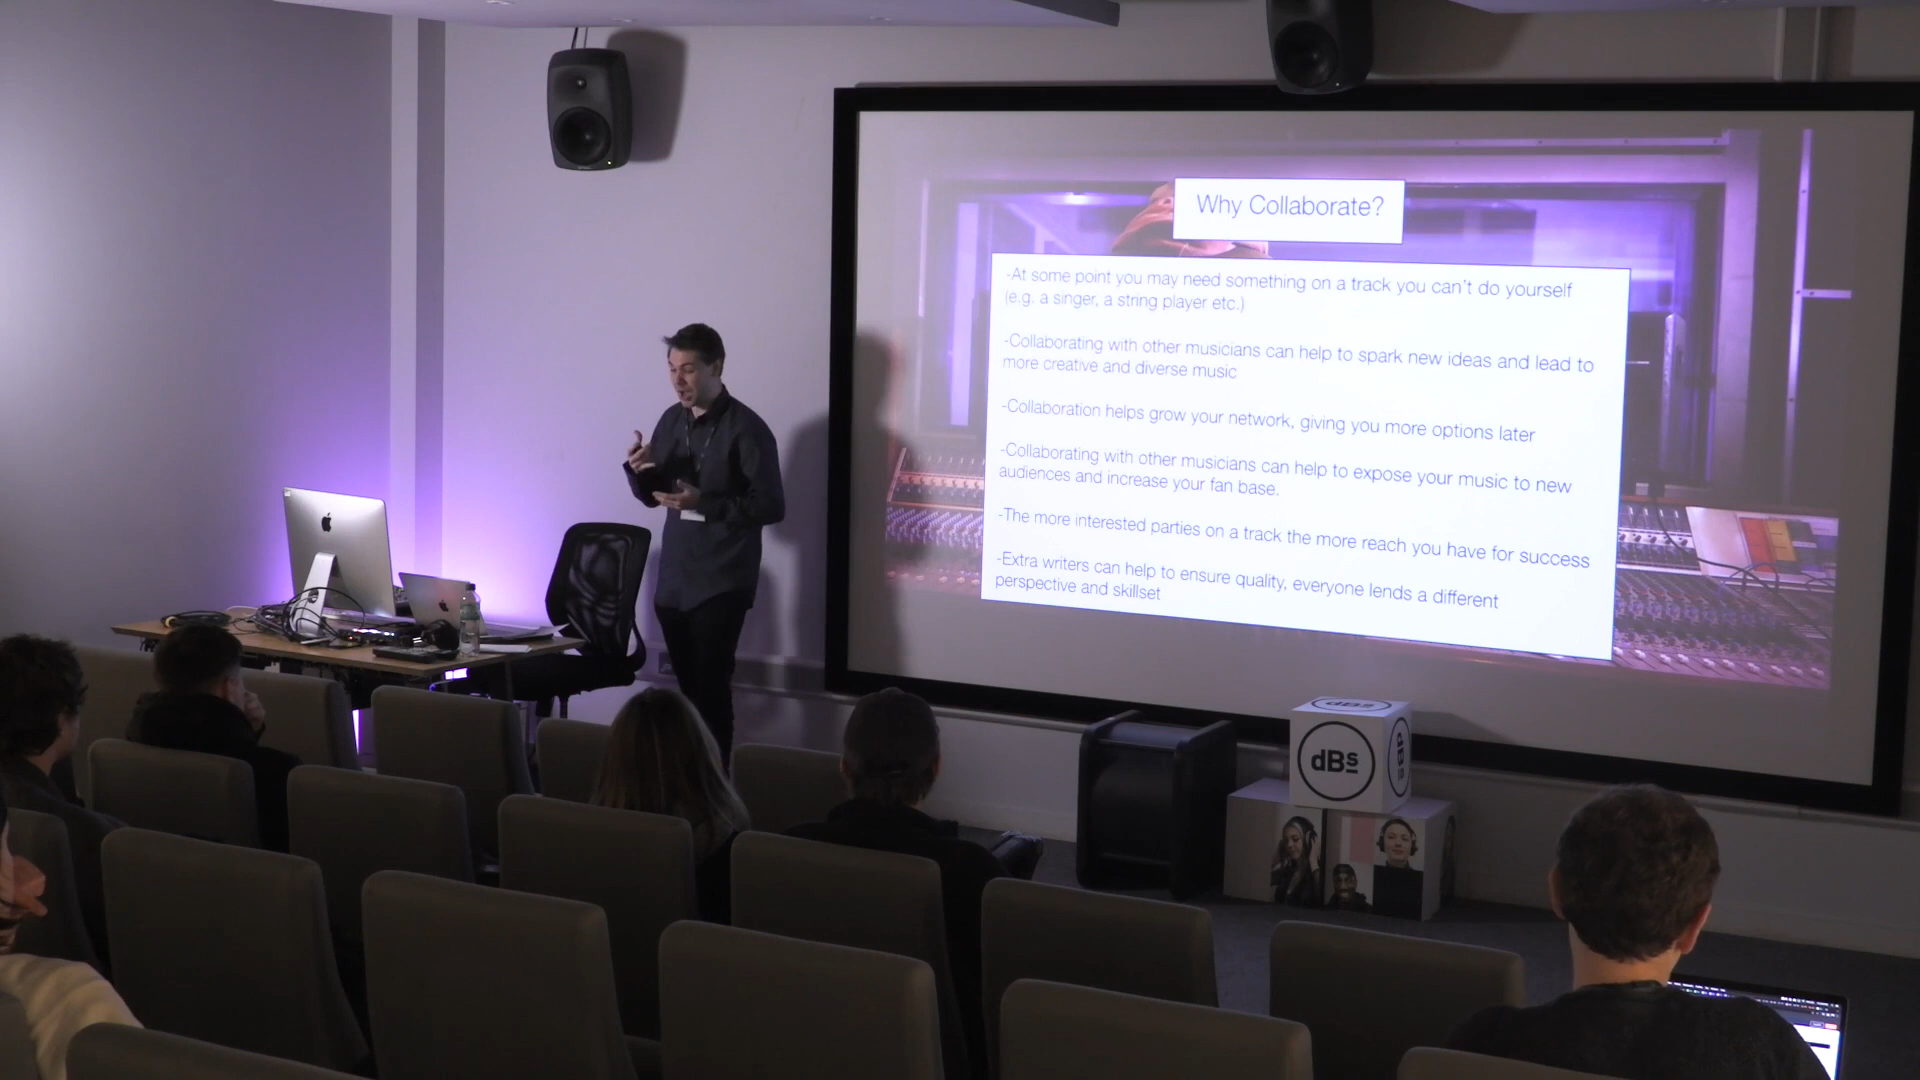 Why Collaborate?
-At some point you may need something on a track you can't do yourself
(e.g. a singer, a string player etc.)
-Collaborating with other musicians can help to spark new ideas and lead to
more creative and diverse music
-Collaboration helps grow your network, giving you more options later
-Collaborating with other musicians can help to expose your music to new
audiences and increase your fan base.
-The more interested parties on a track the more reach you have for success
-Extra writers can help to ensure quality, everyone lends a different
perspective and skillset
dBs
dBs
dBs